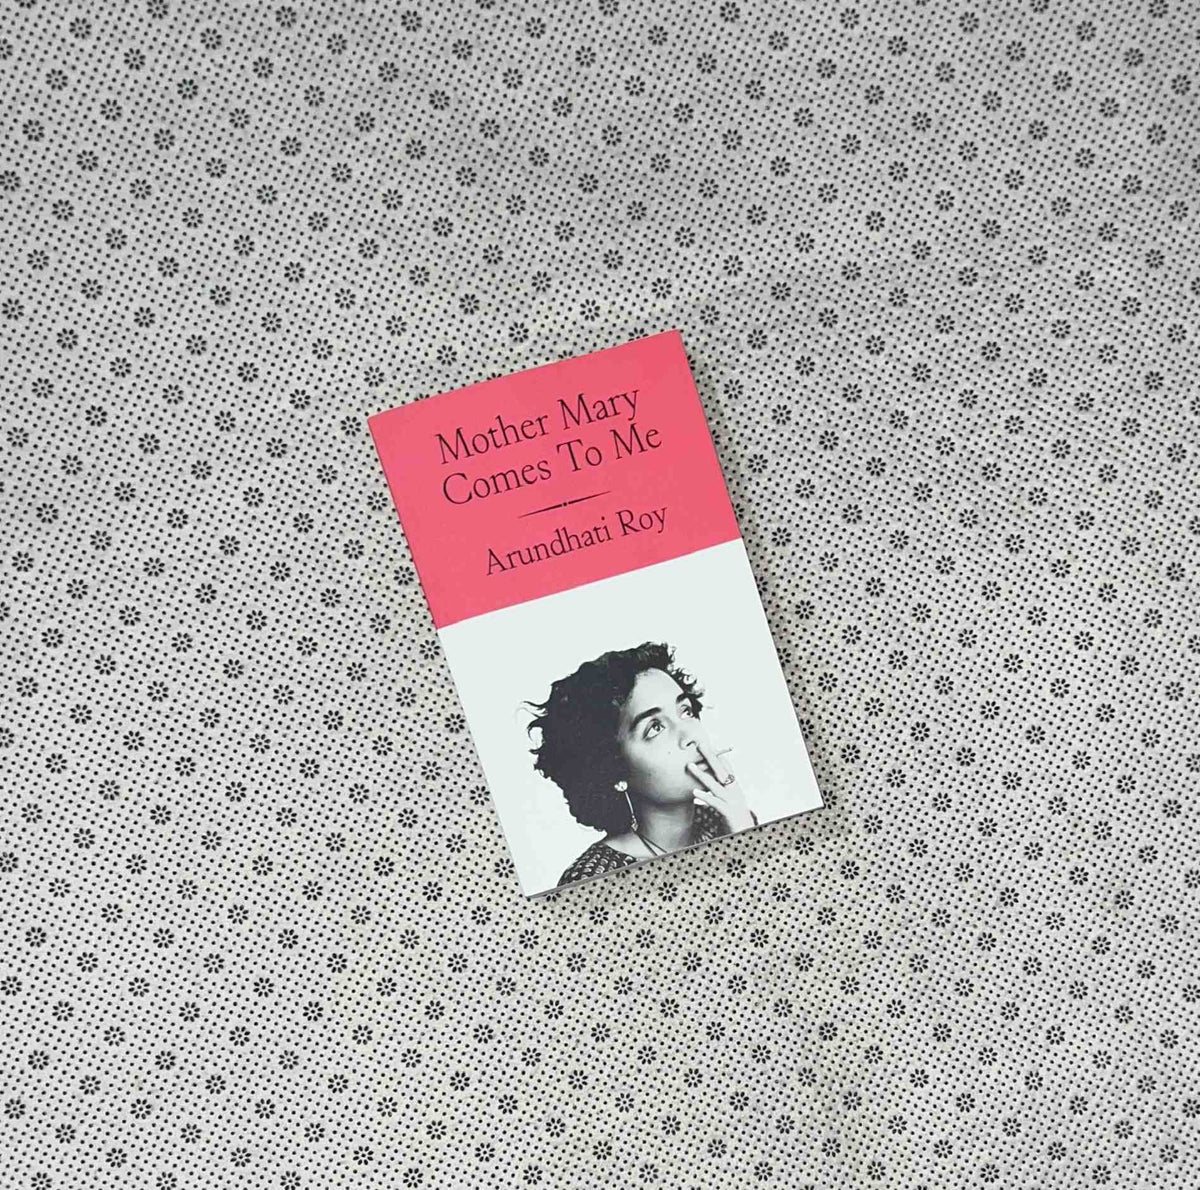 Mother Mary
Comes To Me
Arundhati Roy